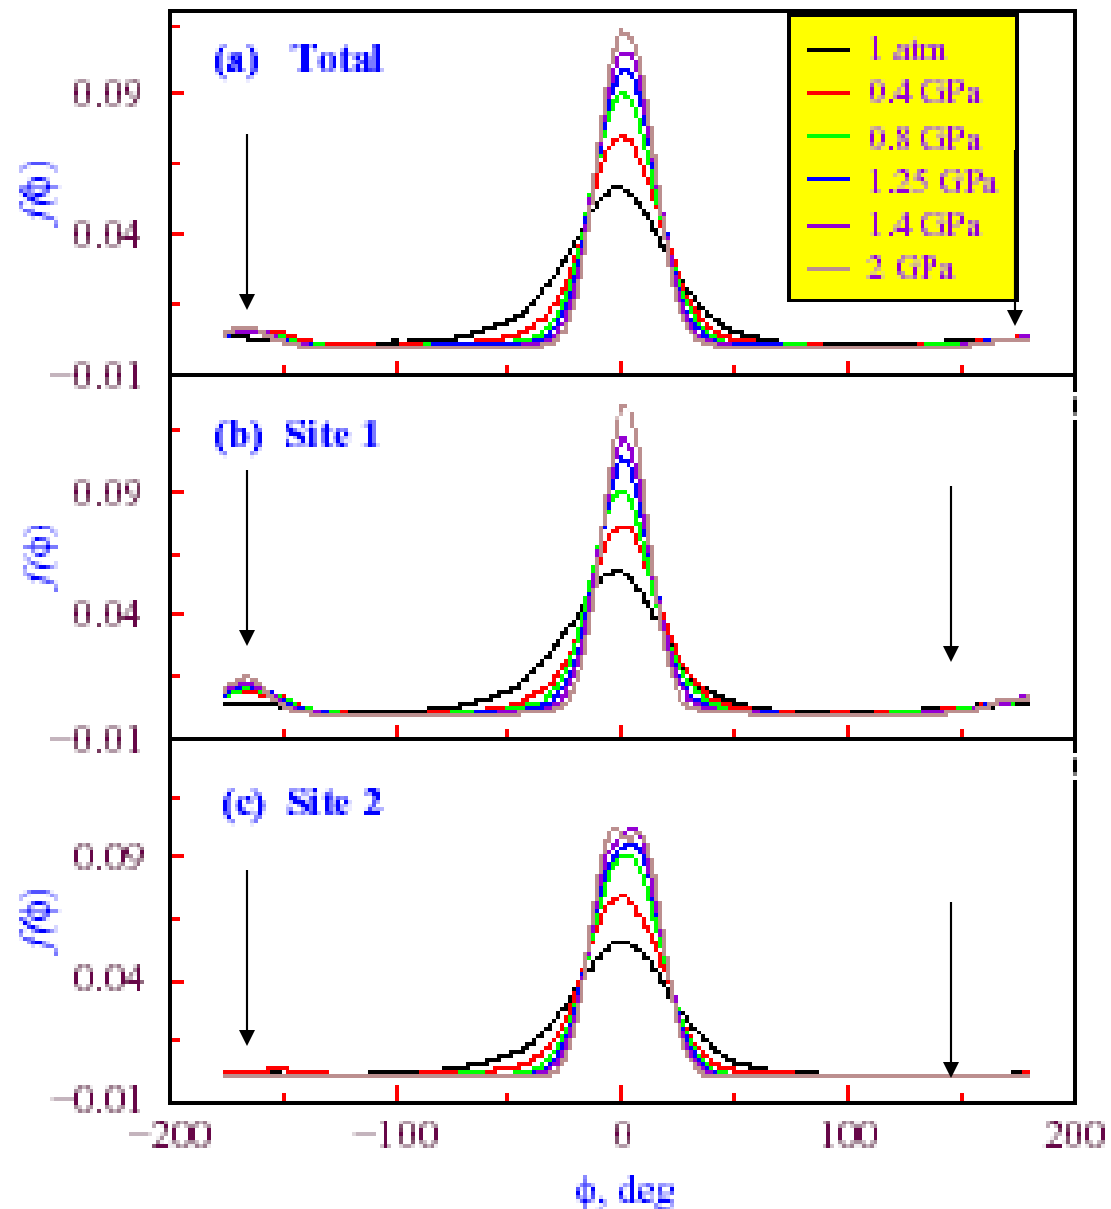 (a) Total
1 atm
0.4 GPa
0.8 GPa
1.25 GPa
1.4 GPa
2 GPa
0.09
0.04
−0.01
f(ϕ)
(b) Site 1
0.09
0.04
−0.01
f(ϕ)
(c) Site 2
0.09
0.04
−0.01
f(ϕ)
−200 −100 0 100 200
ϕ, deg